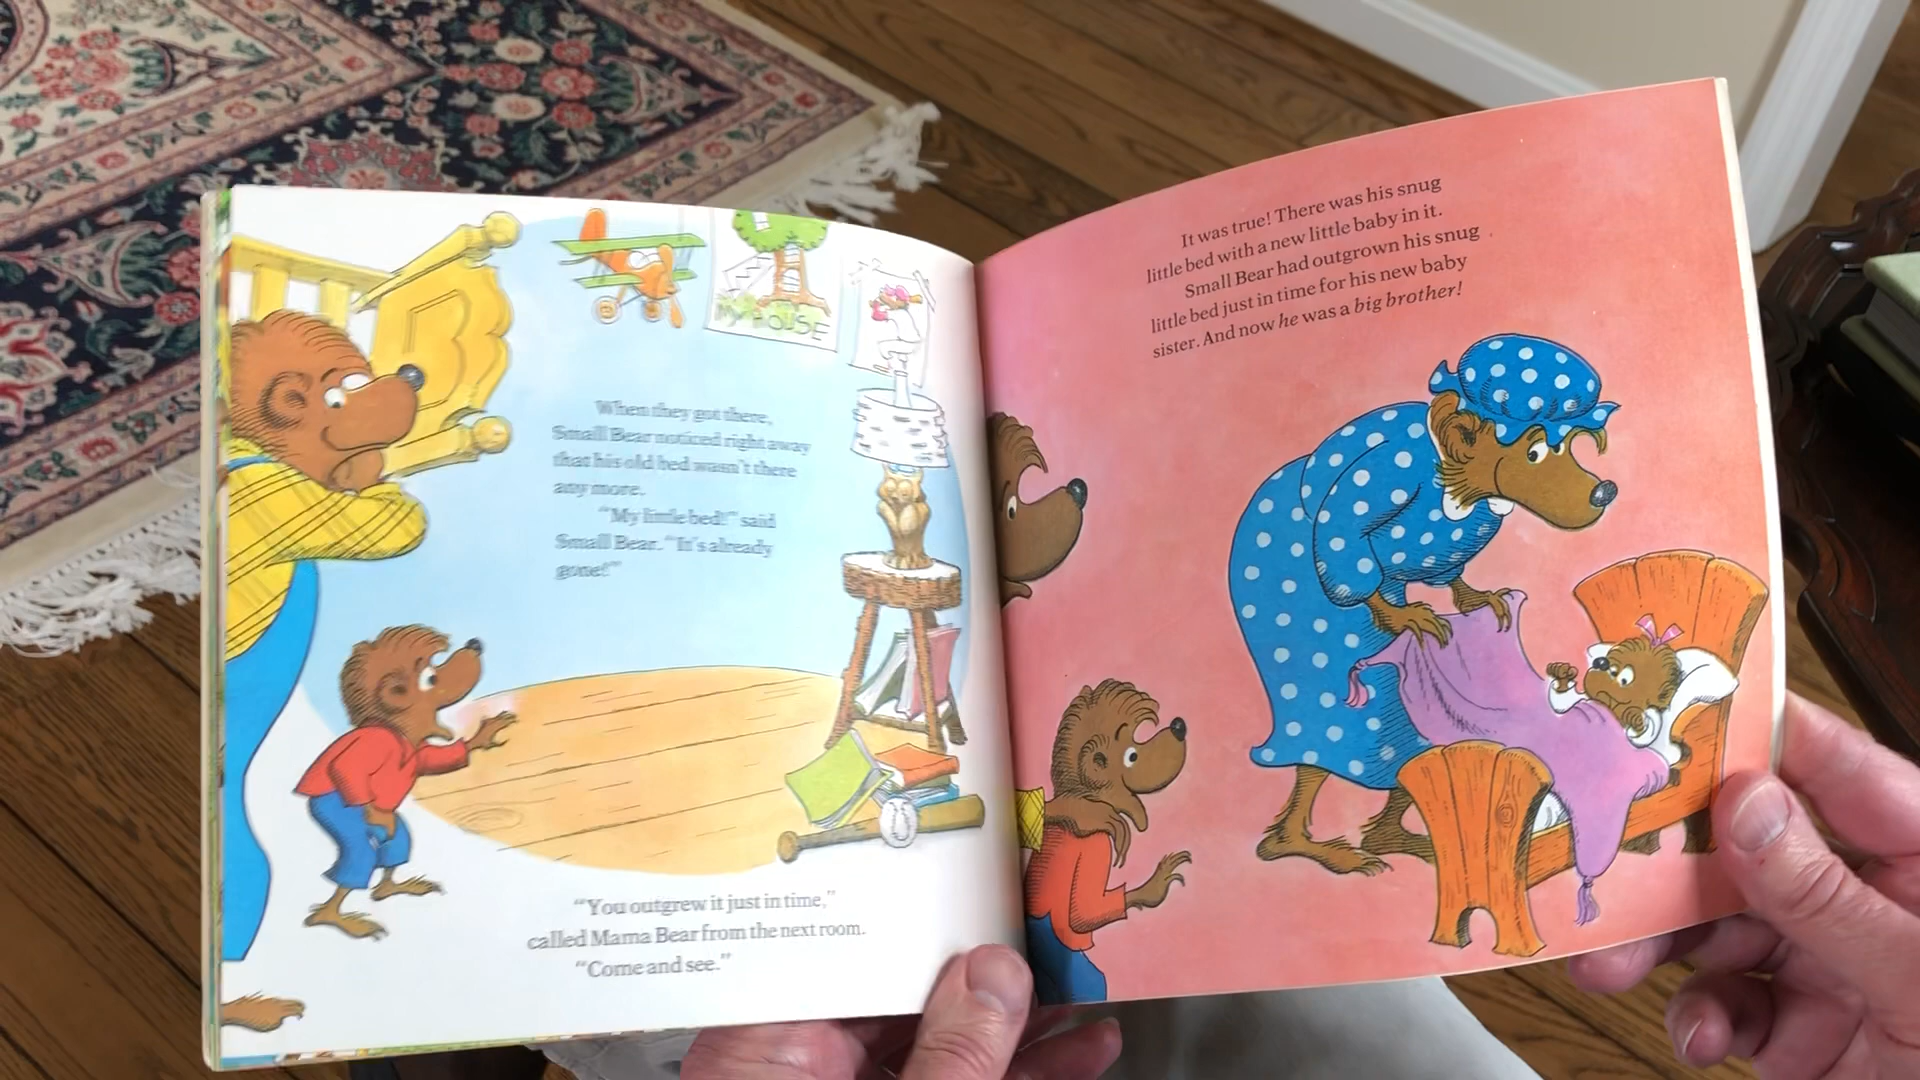 MY HOUSE
When they got there,
Small Bear noticed right away
that his old bed wasn't there
any more.
"My little bed!" said
Small Bear. "It's already
gone!"
"You outgrew it just in time,"
called Mama Bear from the next room.
"Come and see."
It was true! There was his snug
little bed with a new little baby in it.
Small Bear had outgrown his snug
little bed just in time for his new baby
sister. And now he was a big brother!